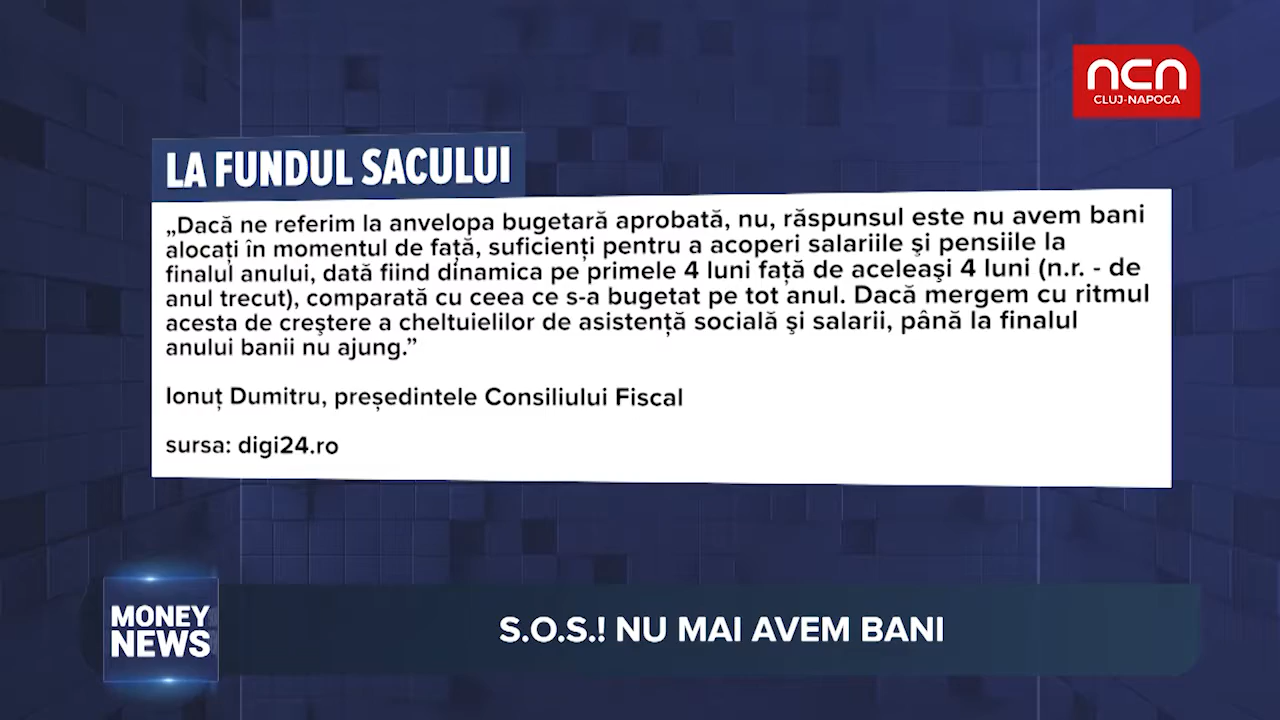 ncn
CLUJ-NAPOCA
LA FUNDUL SACULUI
„Dacă ne referim la anvelopa bugetară aprobată, nu, răspunsul este nu avem bani
alocați în momentul de față, suficienți pentru a acoperi salariile şi pensiile la
finalul anului, dată fiind dinamica pe primele 4 luni față de aceleaşi 4 luni (n.r. - de
anul trecut), comparată cu ceea ce s-a bugetat pe tot anul. Dacă mergem cu ritmul
acesta de creştere a cheltuielilor de asistență socială şi salarii, până la finalul
anului banii nu ajung.”
Ionuț Dumitru, președintele Consiliului Fiscal
sursa: digi24.ro
MONEY
NEWS
S.O.S.! NU MAI AVEM BANI